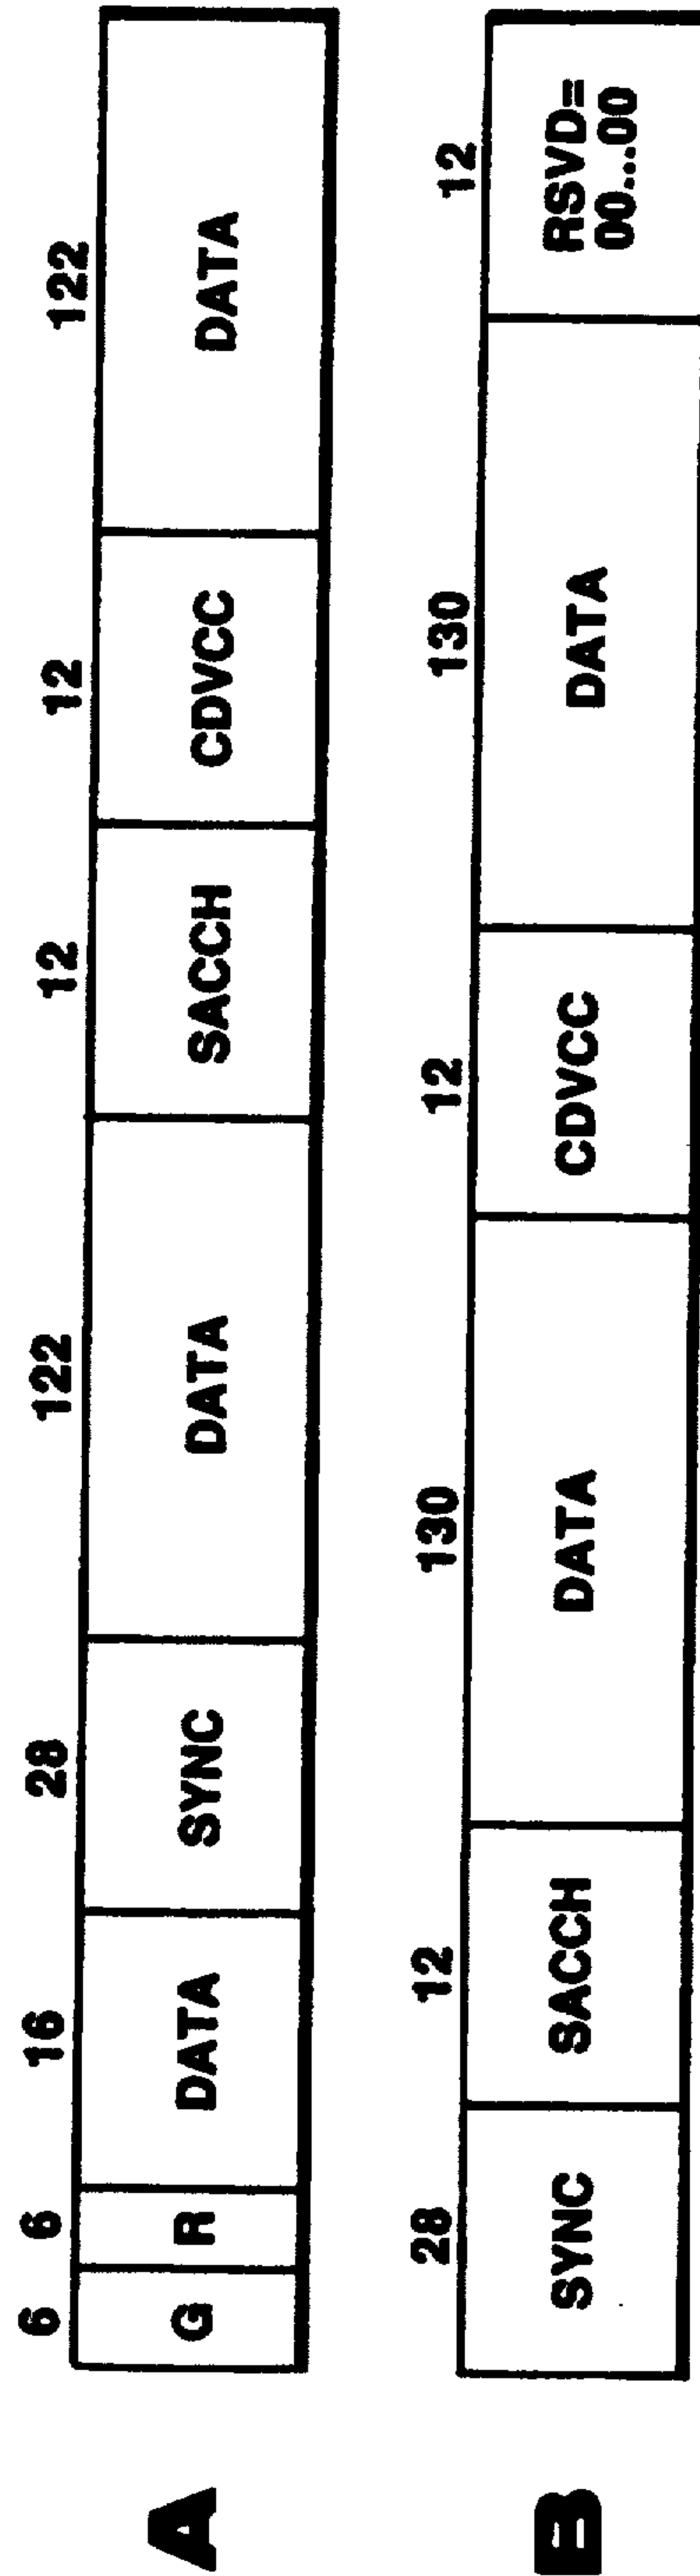 6 6 16 28 122 12 12 122
A G R DATA SYNC DATA SACCH CDVCC DATA
28 12 130 12 130 12
B SYNC SACCH DATA CDVCC DATA RSVD=
00...00